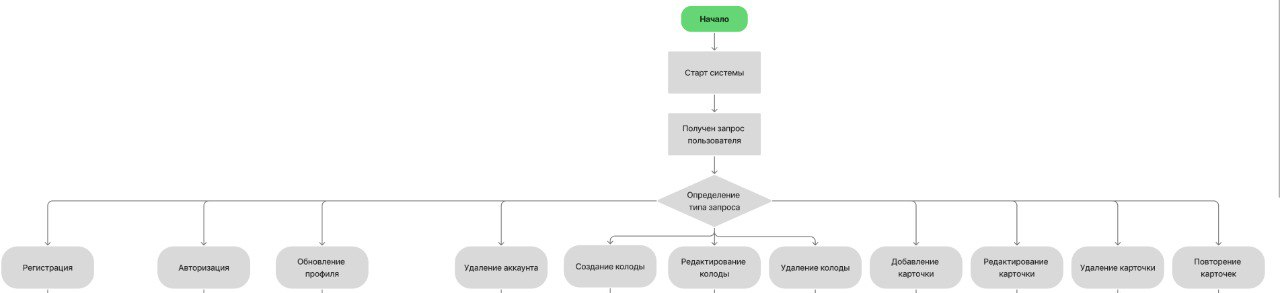 Начало
Старт системы
Получен запрос
пользователя
Определение
типа запроса
Регистрация
Авторизация
Обновление
профиля
Удаление аккаунта
Создание колоды
Редактирование
колоды
Удаление колоды
Добавление
карточки
Редактирование
карточки
Удаление карточки
Повторение
карточек